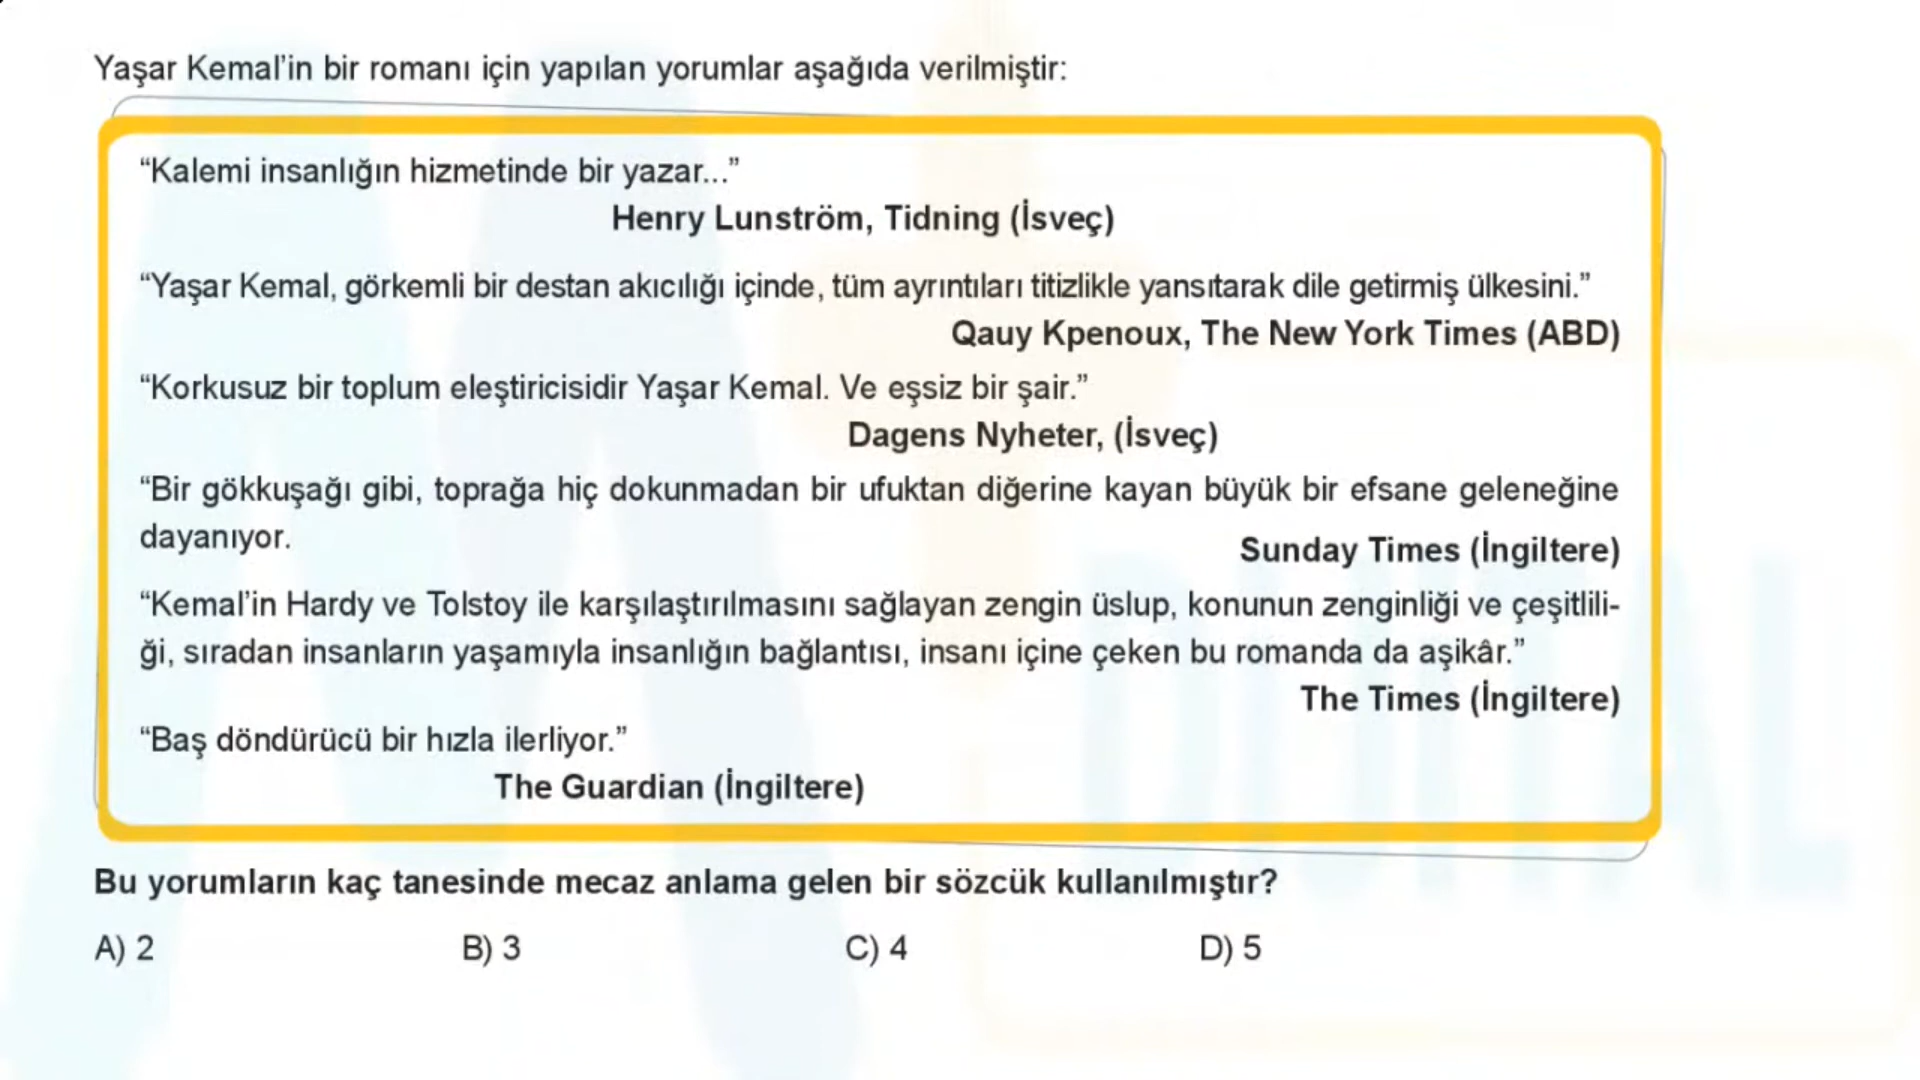 Yaşar Kemal'in bir romanı için yapılan yorumlar aşağıda verilmiştir:
“Kalemi insanlığın hizmetinde bir yazar...”
Henry Lunström, Tidning (İsveç)
“Yaşar Kemal, görkemli bir destan akıcılığı içinde, tüm ayrıntıları titizlikle yansıtarak dile getirmiş ülkesini.”
Qauy Kpenoux, The New York Times (ABD)
“Korkusuz bir toplum eleştiricisidir Yaşar Kemal. Ve eşsiz bir şair.”
Dagens Nyheter, (İsveç)
“Bir gökkuşağı gibi, toprağa hiç dokunmadan bir ufuktan diğerine kayan büyük bir efsane geleneğine
dayanıyor.
Sunday Times (İngiltere)
“Kemal'in Hardy ve Tolstoy ile karşılaştırılmasını sağlayan zengin üslup, konunun zenginliği ve çeşitlili-
ği, sıradan insanların yaşamıyla insanlığın bağlantısı, insanı içine çeken bu romanda da aşikâr.”
The Times (İngiltere)
“Baş döndürücü bir hızla ilerliyor.”
The Guardian (İngiltere)
Bu yorumların kaç tanesinde mecaz anlama gelen bir sözcük kullanılmıştır?
A) 2 B) 3 C) 4 D) 5